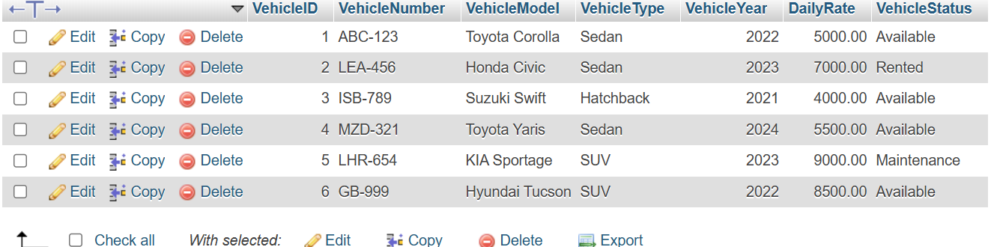 VehicleID VehicleNumber VehicleModel VehicleType VehicleYear DailyRate VehicleStatus
Edit Copy Delete 1 ABC-123 Toyota Corolla Sedan 2022 5000.00 Available
Edit Copy Delete 2 LEA-456 Honda Civic Sedan 2023 7000.00 Rented
Edit Copy Delete 3 ISB-789 Suzuki Swift Hatchback 2021 4000.00 Available
Edit Copy Delete 4 MZD-321 Toyota Yaris Sedan 2024 5500.00 Available
Edit Copy Delete 5 LHR-654 KIA Sportage SUV 2023 9000.00 Maintenance
Edit Copy Delete 6 GB-999 Hyundai Tucson SUV 2022 8500.00 Available
Check all With selected: Edit Copy Delete Export